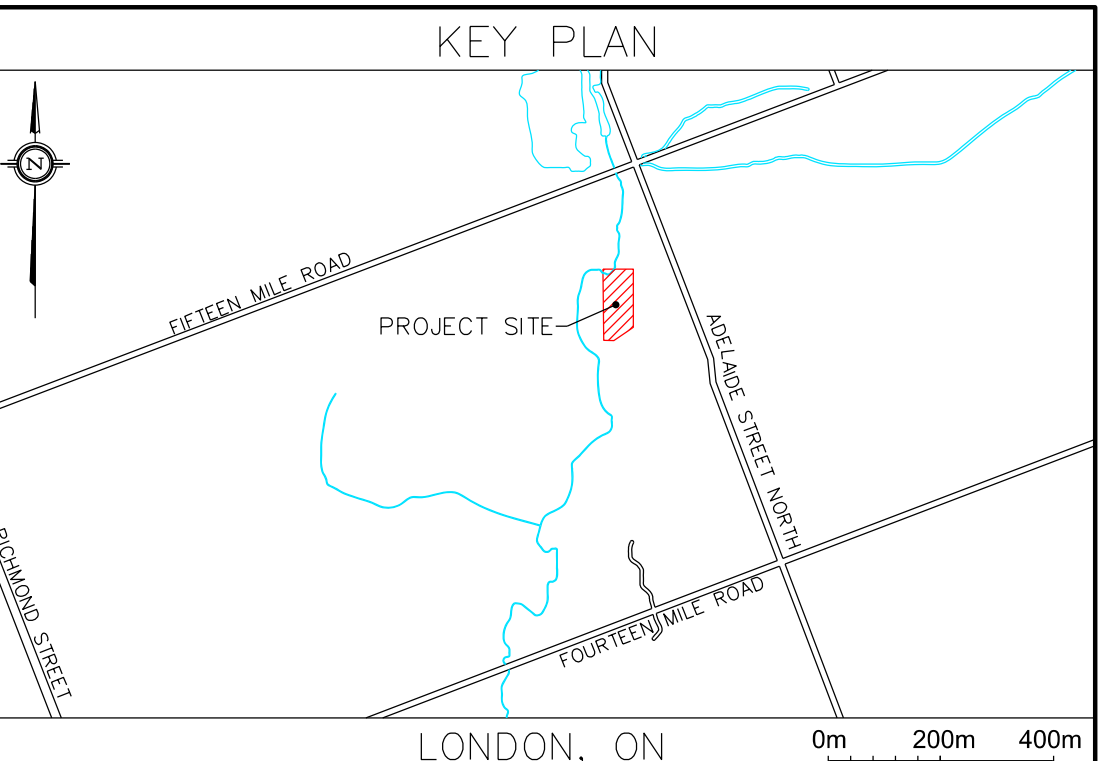 KEY PLAN
N
FIFTEEN MILE ROAD
PROJECT SITE
ADELAIDE STREET NORTH
RICHMOND STREET
FOURTEEN MILE ROAD
LONDON, ON
0m 200m 400m